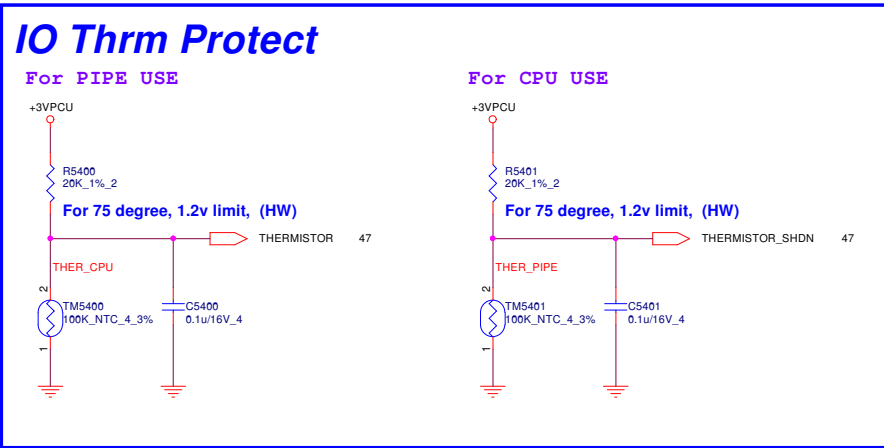 IO Thrm Protect
For PIPE USE
+3VPCU
R5400
20K_1%_2
For 75 degree, 1.2v limit, (HW)
THERMISTOR 47
THER_CPU
2
TM5400
100K_NTC_4_3%
1
C5400
0.1u/16V_4
For CPU USE
+3VPCU
R5401
20K_1%_2
For 75 degree, 1.2v limit, (HW)
THERMISTOR_SHDN 47
THER_PIPE
2
TM5401
100K_NTC_4_3%
1
C5401
0.1u/16V_4